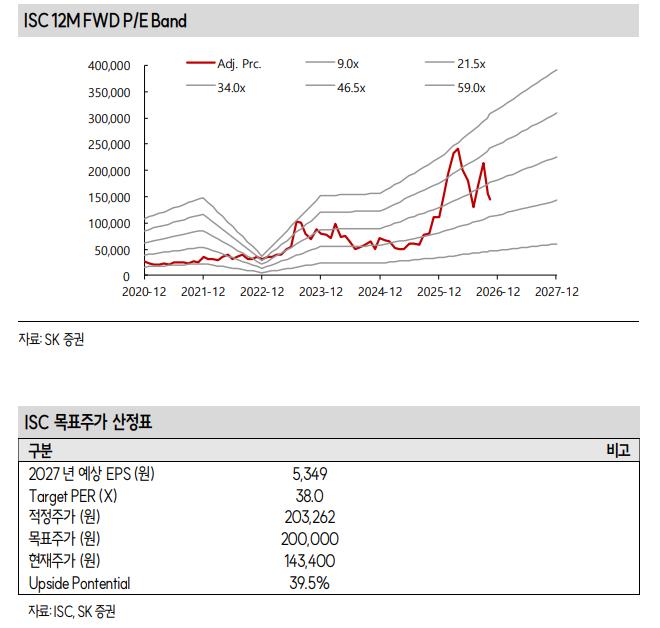 ISC 12M FWD P/E Band
Adj. Prc. 9.0x 21.5x
34.0x 46.5x 59.0x
400,000
350,000
300,000
250,000
200,000
150,000
100,000
50,000
0
2020-12 2021-12 2022-12 2023-12 2024-12 2025-12 2026-12 2027-12
자료: SK 증권
ISC 목표주가 산정표
구분 비고
2027년 예상 EPS (원) 5,349
Target PER (X) 38.0
적정주가 (원) 203,262
목표주가 (원) 200,000
현재주가 (원) 143,400
Upside Pontential 39.5%
자료: ISC, SK 증권